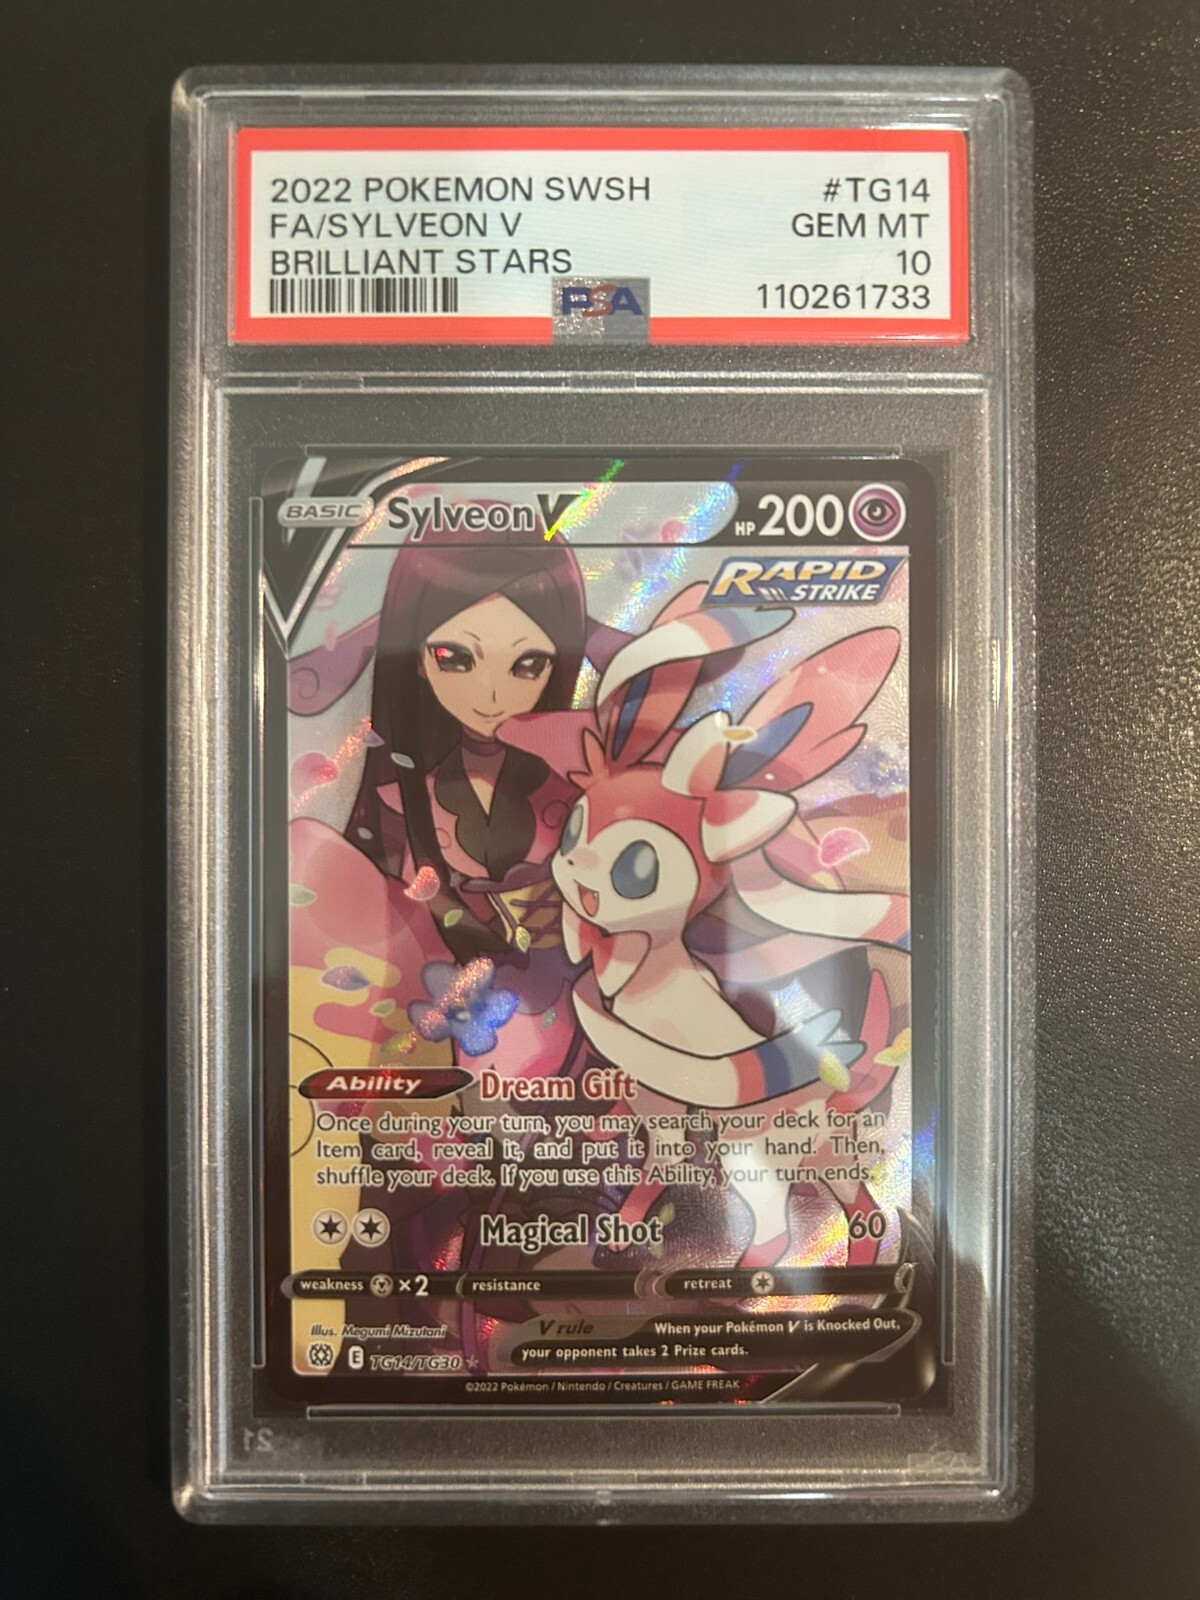 2022 POKEMON SWSH #TG14
FA/SYLVEON V GEM MT
BRILLIANT STARS 10
PSA 110261733
BASIC Sylveon V HP 200
RAPID
STRIKE
Ability Dream Gift
Once during your turn, you may search your deck for an
Item card, reveal it, and put it into your hand. Then,
shuffle your deck. If you use this Ability, your turn ends.
Magical Shot 60
weakness ×2 resistance retreat
V rule When your Pokémon V is Knocked Out,
your opponent takes 2 Prize cards.
Illus. Megumi Mizutani
E TG14/TG30
©2022 Pokémon / Nintendo / Creatures / GAME FREAK
21